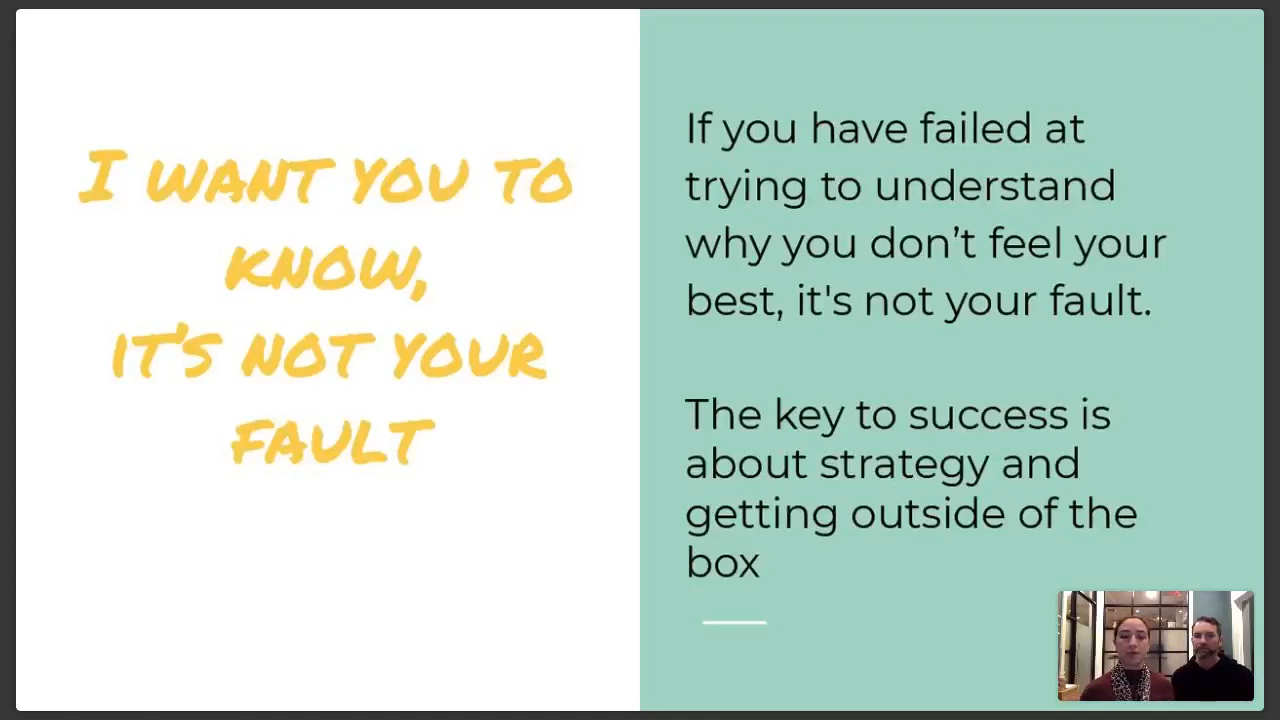 I WANT YOU TO
KNOW,
IT'S NOT YOUR
FAULT
If you have failed at
trying to understand
why you don’t feel your
best, it's not your fault.
The key to success is
about strategy and
getting outside of the
box